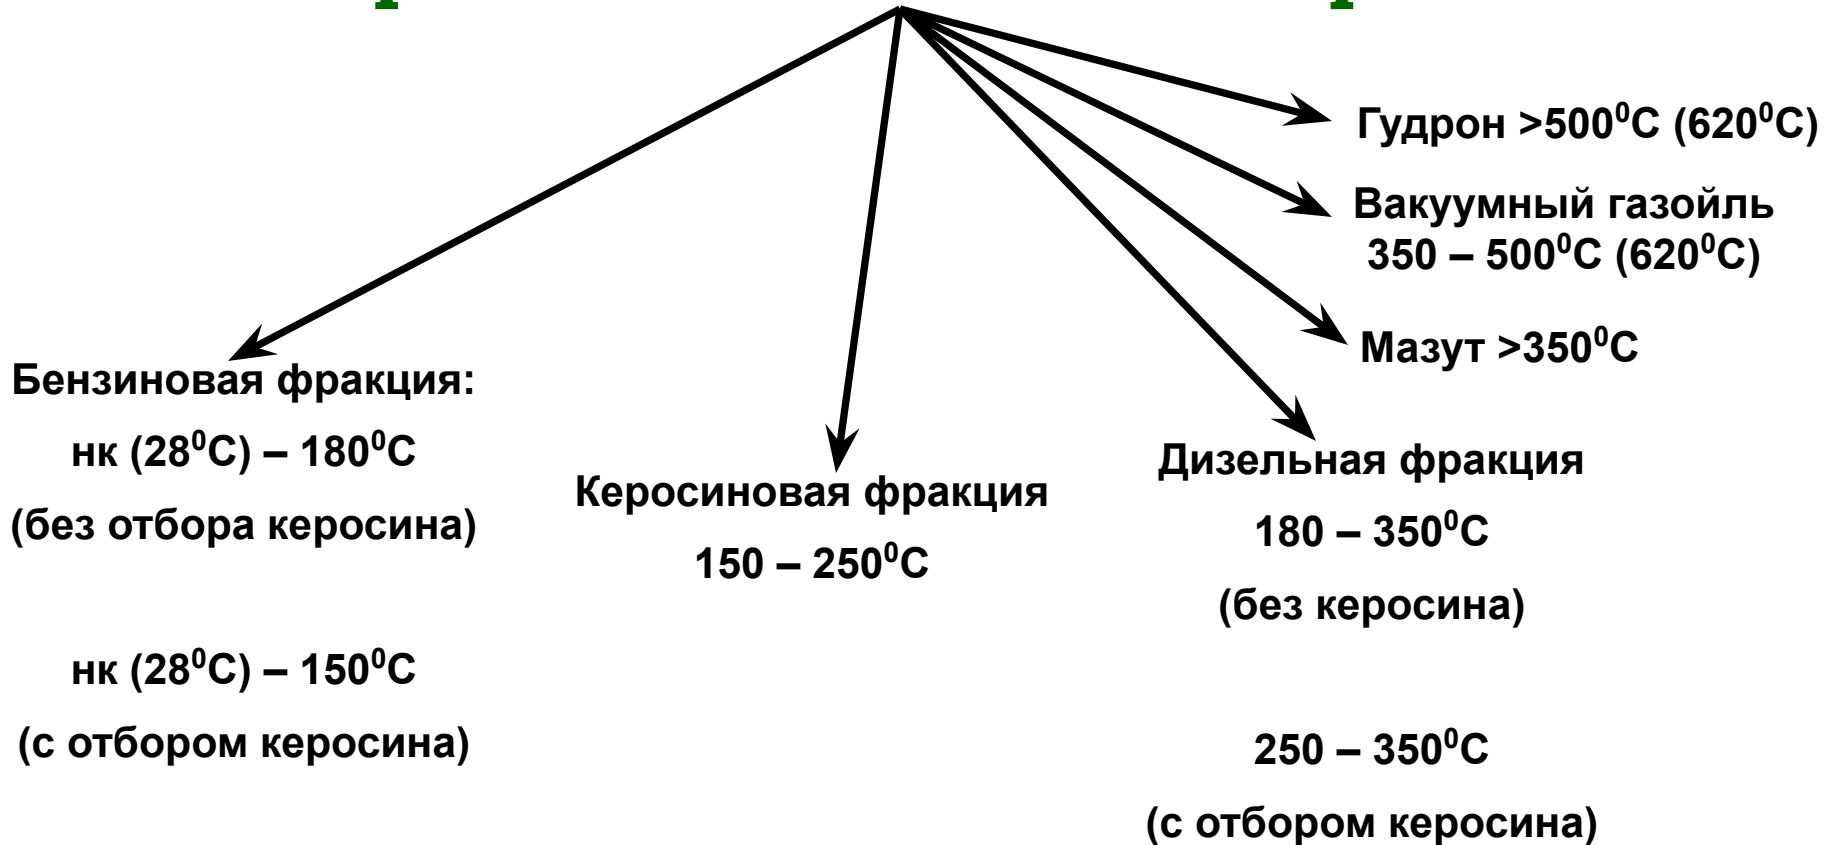 Гудрон >500⁰С (620⁰С)
Вакуумный газойль
350 – 500⁰С (620⁰С)
Мазут >350⁰С
Бензиновая фракция:
нк (28⁰С) – 180⁰С
(без отбора керосина)
нк (28⁰С) – 150⁰С
(с отбором керосина)
Керосиновая фракция
150 – 250⁰С
Дизельная фракция
180 – 350⁰С
(без керосина)
250 – 350⁰С
(с отбором керосина)